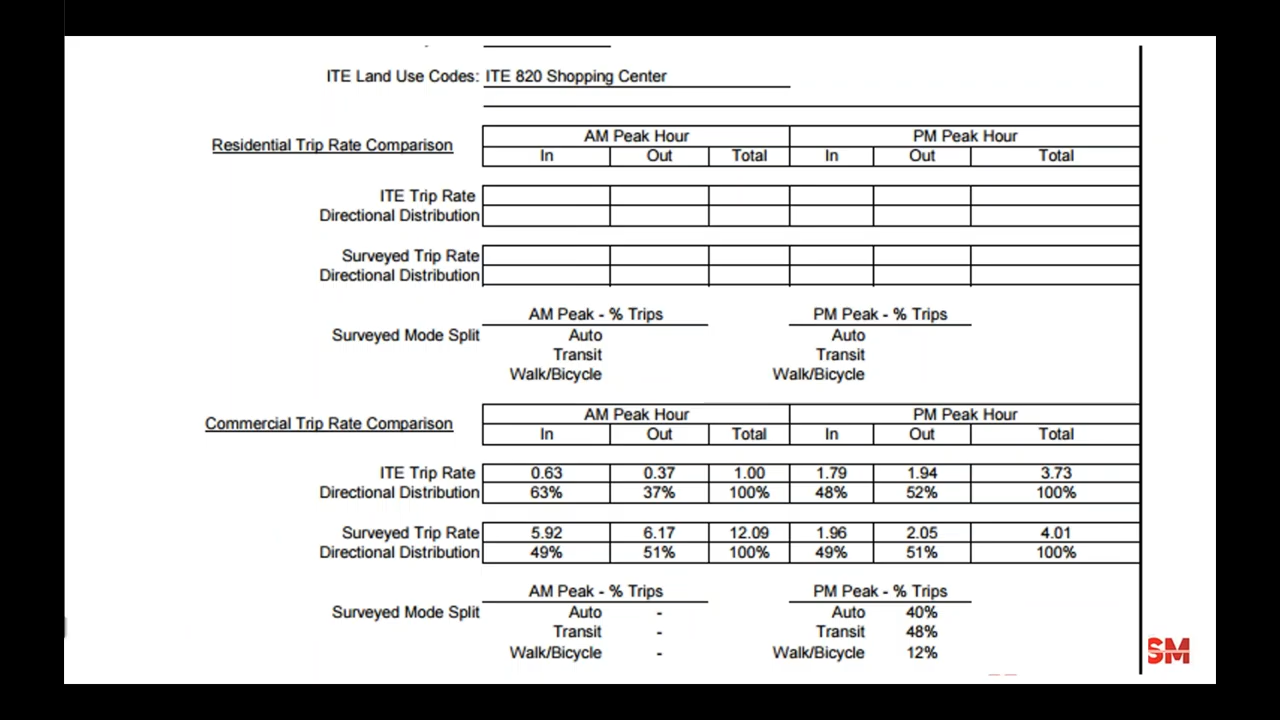 ITE Land Use Codes: ITE 820 Shopping Center
Residential Trip Rate Comparison
AM Peak Hour PM Peak Hour
In Out Total In Out Total
ITE Trip Rate
Directional Distribution
Surveyed Trip Rate
Directional Distribution
AM Peak - % Trips PM Peak - % Trips
Surveyed Mode Split Auto Auto
Transit Transit
Walk/Bicycle Walk/Bicycle
Commercial Trip Rate Comparison
AM Peak Hour PM Peak Hour
In Out Total In Out Total
ITE Trip Rate 0.63 0.37 1.00 1.79 1.94 3.73
Directional Distribution 63% 37% 100% 48% 52% 100%
Surveyed Trip Rate 5.92 6.17 12.09 1.96 2.05 4.01
Directional Distribution 49% 51% 100% 49% 51% 100%
AM Peak - % Trips PM Peak - % Trips
Surveyed Mode Split Auto - Auto 40%
Transit - Transit 48%
Walk/Bicycle - Walk/Bicycle 12%
SM